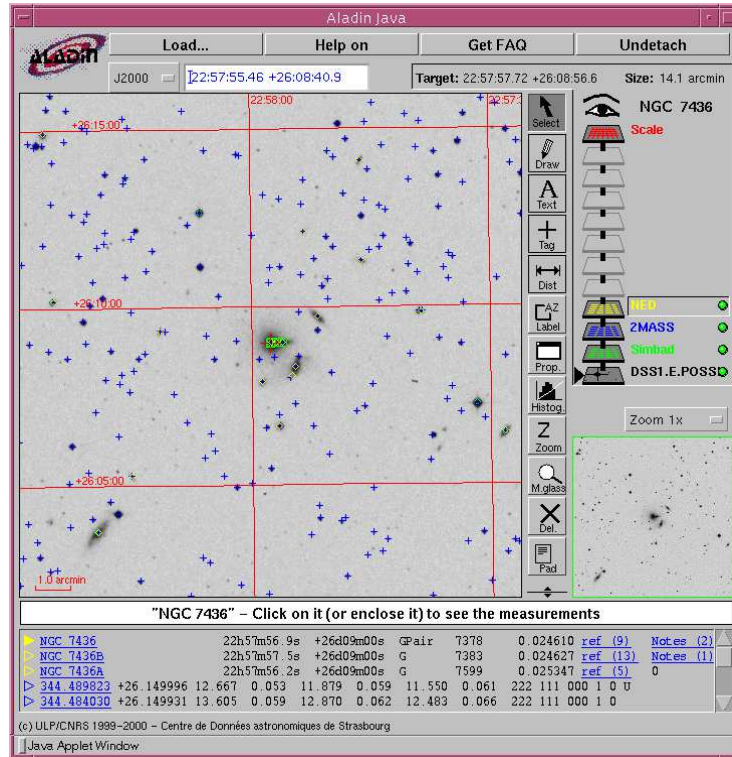 Aladin Java
ALADIN
Load...
Help on
Get FAQ
Undetach
J2000
22:57:55.46 +26:08:40.9
Target: 22:57:57.72 +26:08:56.6
Size: 14.1 arcmin
22:58:00
22:57:3
+26:15:00
+26:10:00
+26:05:00
1.0 arcmin
Select
Draw
Text
Tag
Dist
Label
Prop.
Histog.
Zoom
M.glass
Del.
Pad
NGC 7436
Scale
NED
2MASS
Simbad
DSS1.E.POSS
Zoom 1x
"NGC 7436" – Click on it (or enclose it) to see the measurements
NGC 7436 22h57m56.9s +26d09m00s GPair 7378 0.024610 ref (9) Notes (2)
NGC 7436B 22h57m57.5s +26d09m00s G 7383 0.024627 ref (13) Notes (1)
NGC 7436A 22h57m56.2s +26d09m00s G 7599 0.025347 ref (5) 0
344.489823 +26.149996 12.667 0.053 11.879 0.059 11.550 0.061 222 111 000 1 0 U
344.484030 +26.149931 13.605 0.059 12.870 0.062 12.483 0.066 222 111 000 1 0
(c) ULP/CNRS 1999–2000 – Centre de Données astronomiques de Strasbourg
Java Applet Window